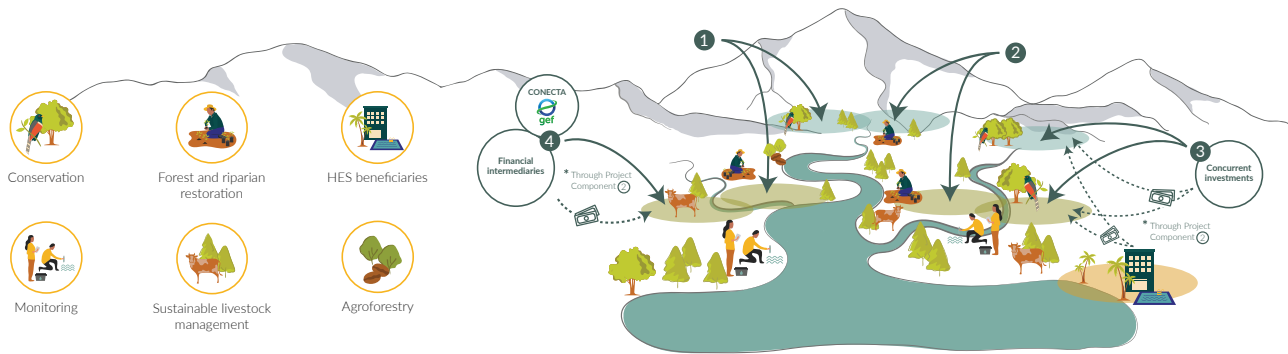 Conservation
Forest and riparian
restoration
HES beneficiaries
Monitoring
Sustainable livestock
management
Agroforestry
CONECTA
gef
4
Financial
intermediaries
* Through Project
Component 2
1
2
3
Concurrent
investments
* Through Project
Component 2